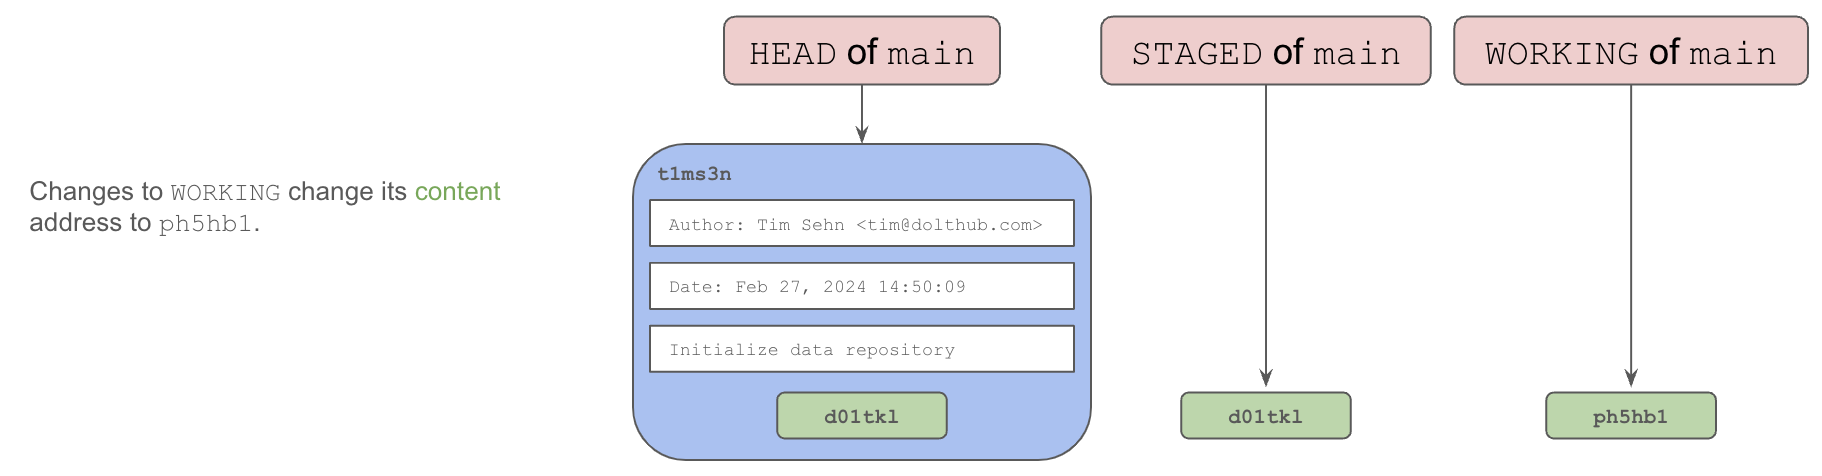 HEAD of main
STAGED of main
WORKING of main
t1ms3n
Changes to WORKING change its content
address to ph5hb1.
Author: Tim Sehn <tim@dolthub.com>
Date: Feb 27, 2024 14:50:09
Initialize data repository
d01tkl
d01tkl
ph5hb1